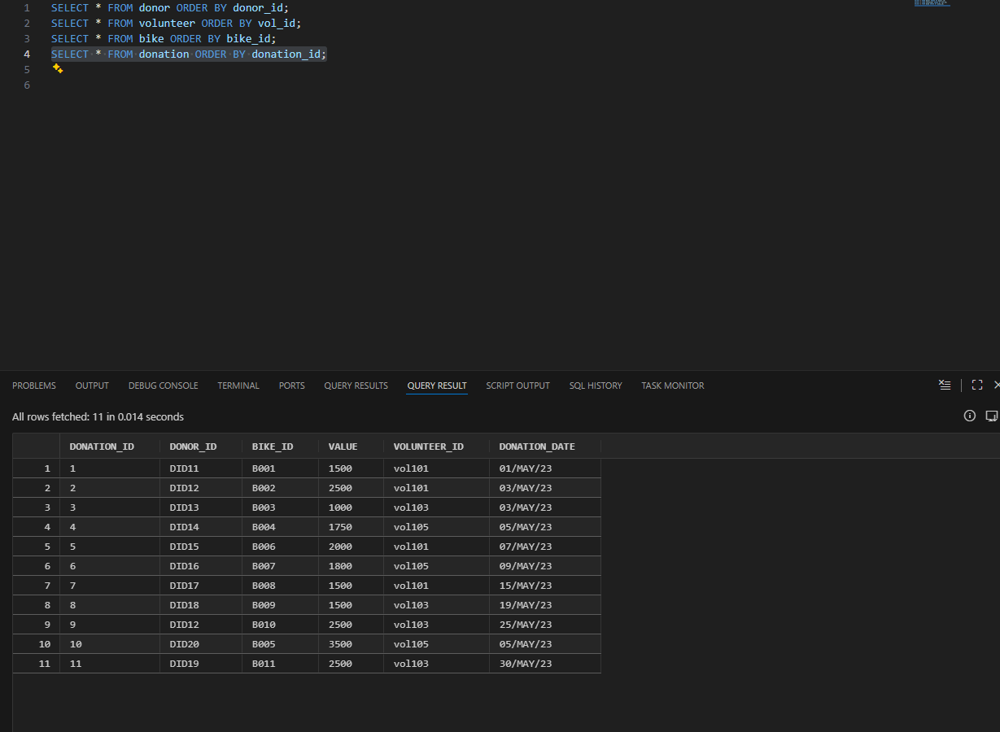 1 SELECT * FROM donor ORDER BY donor_id;
2 SELECT * FROM volunteer ORDER BY vol_id;
3 SELECT * FROM bike ORDER BY bike_id;
4 SELECT * FROM donation ORDER BY donation_id;
5
6
PROBLEMS OUTPUT DEBUG CONSOLE TERMINAL PORTS QUERY RESULTS QUERY RESULT SCRIPT OUTPUT SQL HISTORY TASK MONITOR
All rows fetched: 11 in 0.014 seconds
DONATION_ID DONOR_ID BIKE_ID VALUE VOLUNTEER_ID DONATION_DATE
1 1 DID11 B001 1500 vol101 01/MAY/23
2 2 DID12 B002 2500 vol101 03/MAY/23
3 3 DID13 B003 1000 vol103 03/MAY/23
4 4 DID14 B004 1750 vol105 05/MAY/23
5 5 DID15 B006 2000 vol101 07/MAY/23
6 6 DID16 B007 1800 vol105 09/MAY/23
7 7 DID17 B008 1500 vol101 15/MAY/23
8 8 DID18 B009 1500 vol103 19/MAY/23
9 9 DID12 B010 2500 vol103 25/MAY/23
10 10 DID20 B005 3500 vol105 05/MAY/23
11 11 DID19 B011 2500 vol103 30/MAY/23